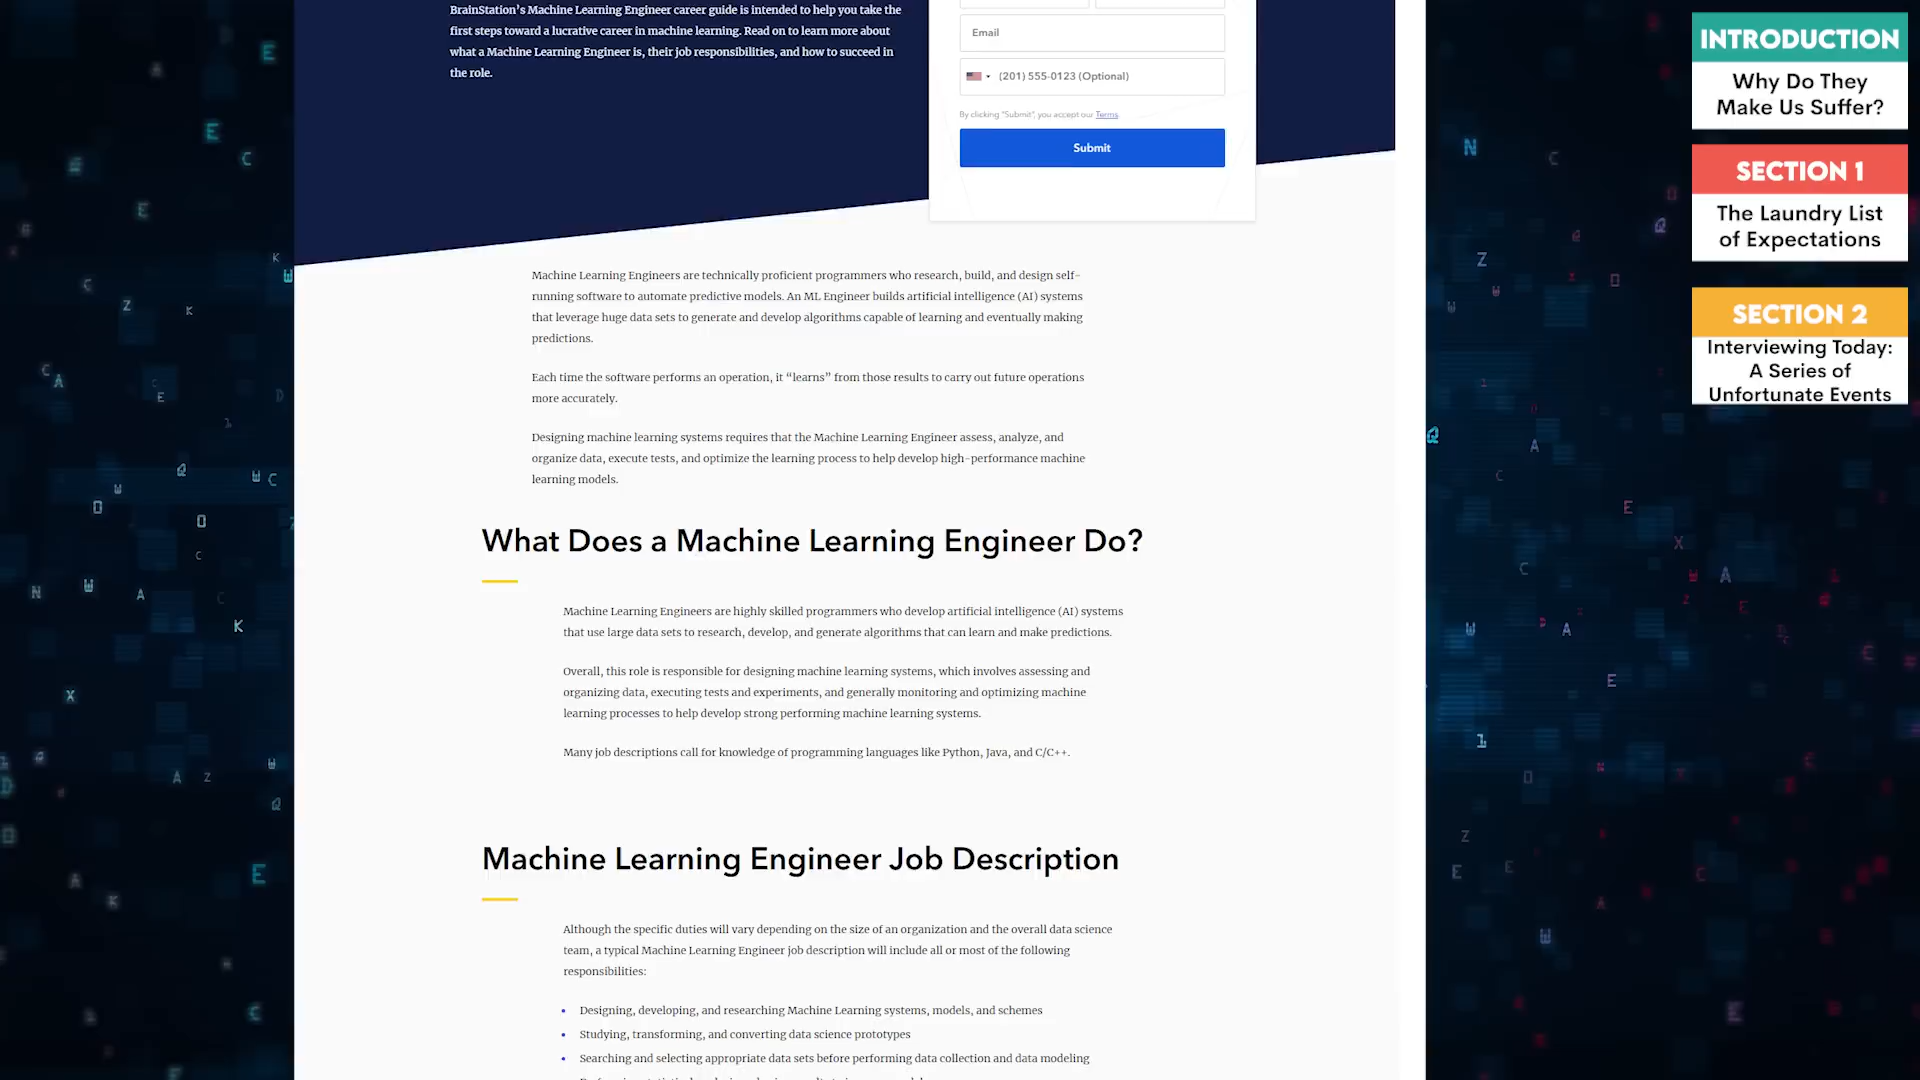 BrainStation's Machine Learning Engineer career guide is intended to help you take the
first steps toward a lucrative career in machine learning. Read on to learn more about
what a Machine Learning Engineer is, their job responsibilities, and how to succeed in
the role.
Email
(201) 555-0123 (Optional)
By clicking "Submit", you accept our Terms.
Submit
Machine Learning Engineers are technically proficient programmers who research, build, and design self-
running software to automate predictive models. An ML Engineer builds artificial intelligence (AI) systems
that leverage huge data sets to generate and develop algorithms capable of learning and eventually making
predictions.
Each time the software performs an operation, it “learns” from those results to carry out future operations
more accurately.
Designing machine learning systems requires that the Machine Learning Engineer assess, analyze, and
organize data, execute tests, and optimize the learning process to help develop high-performance machine
learning models.
What Does a Machine Learning Engineer Do?
Machine Learning Engineers are highly skilled programmers who develop artificial intelligence (AI) systems
that use large data sets to research, develop, and generate algorithms that can learn and make predictions.
Overall, this role is responsible for designing machine learning systems, which involves assessing and
organizing data, executing tests and experiments, and generally monitoring and optimizing machine
learning processes to help develop strong performing machine learning systems.
Many job descriptions call for knowledge of programming languages like Python, Java, and C/C++.
Machine Learning Engineer Job Description
Although the specific duties will vary depending on the size of an organization and the overall data science
team, a typical Machine Learning Engineer job description will include all or most of the following
responsibilities:
• Designing, developing, and researching Machine Learning systems, models, and schemes
• Studying, transforming, and converting data science prototypes
• Searching and selecting appropriate data sets before performing data collection and data modeling
INTRODUCTION
Why Do They
Make Us Suffer?
SECTION 1
The Laundry List
of Expectations
SECTION 2
Interviewing Today:
A Series of
Unfortunate Events